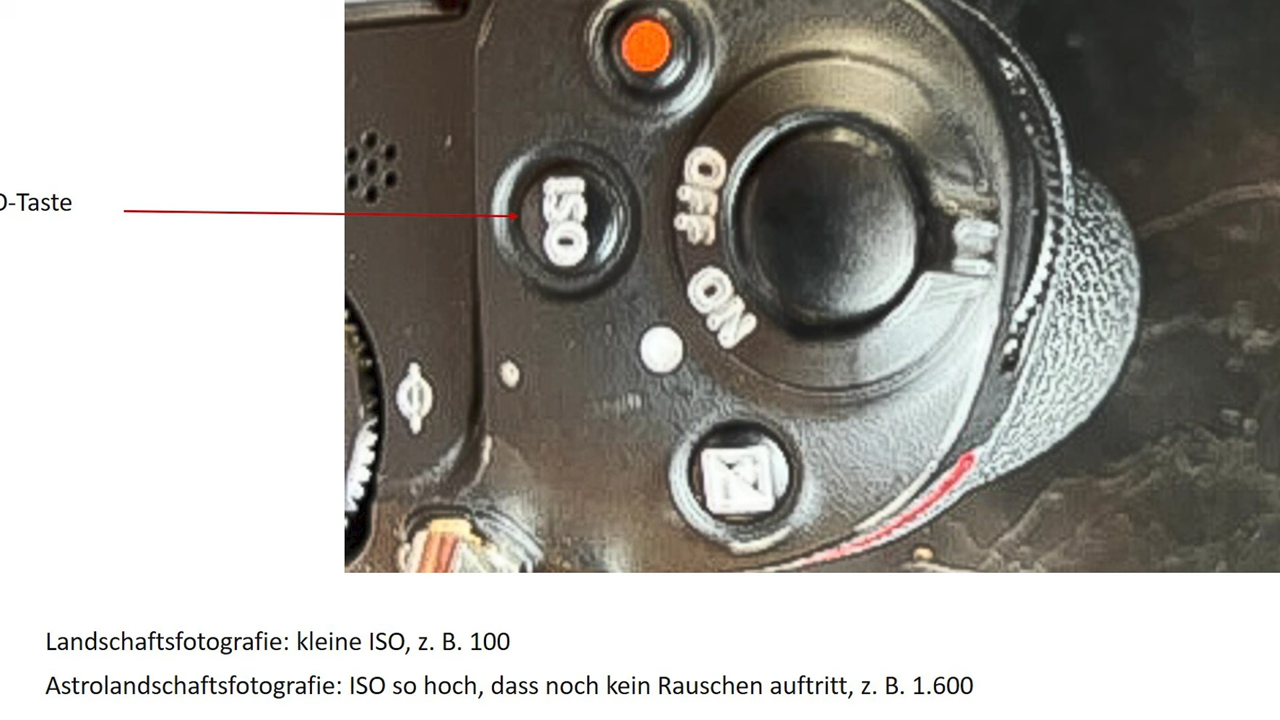 O-Taste
ISO
OFF
ON
Landschaftsfotografie: kleine ISO, z. B. 100
Astrolandschaftsfotografie: ISO so hoch, dass noch kein Rauschen auftritt, z. B. 1.600